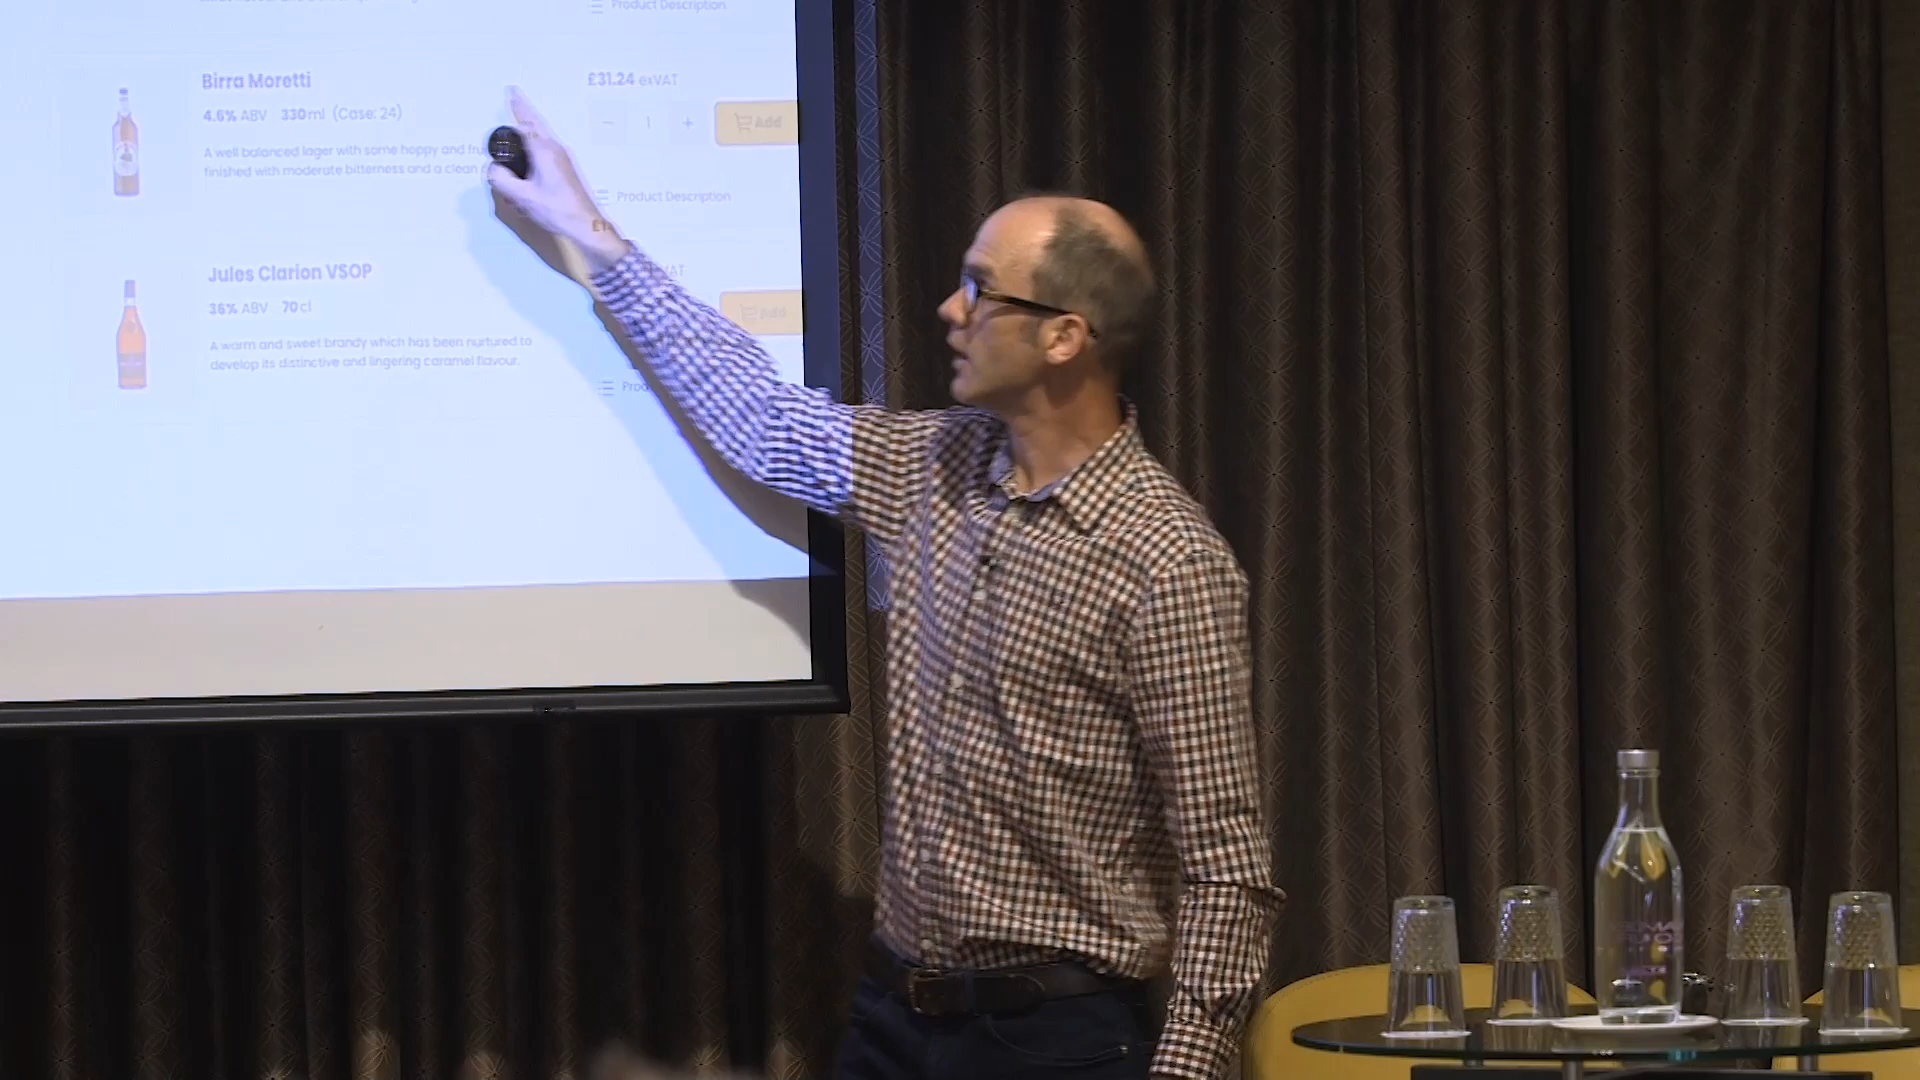 Product Description
Birra Moretti
£31.24 exVAT
4.6% ABV 330ml (Case: 24)
1
Add
A well balanced lager with some hoppy and
finished with moderate bitterness and a clean
Product Description
Jules Clarion VSOP
36% ABV 70cl
Add
A warm and sweet brandy which has been nurtured to
develop its distinctive and lingering caramel flavour.